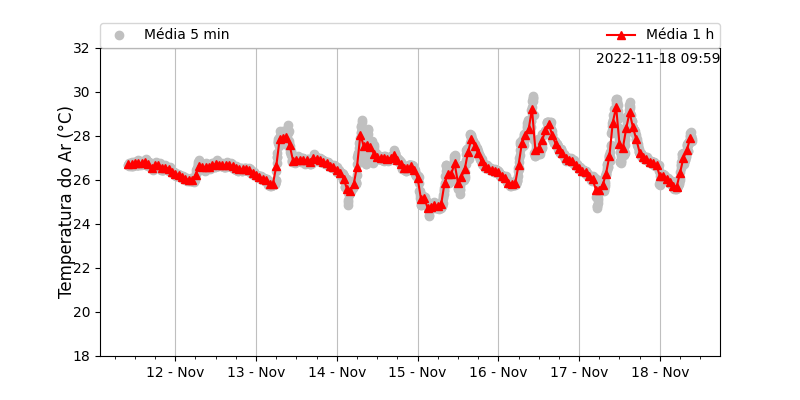 Média 5 min
Média 1 h
2022-11-18 09:59
Temperatura do Ar (°C)
32
30
28
26
24
22
20
18
12 - Nov
13 - Nov
14 - Nov
15 - Nov
16 - Nov
17 - Nov
18 - Nov